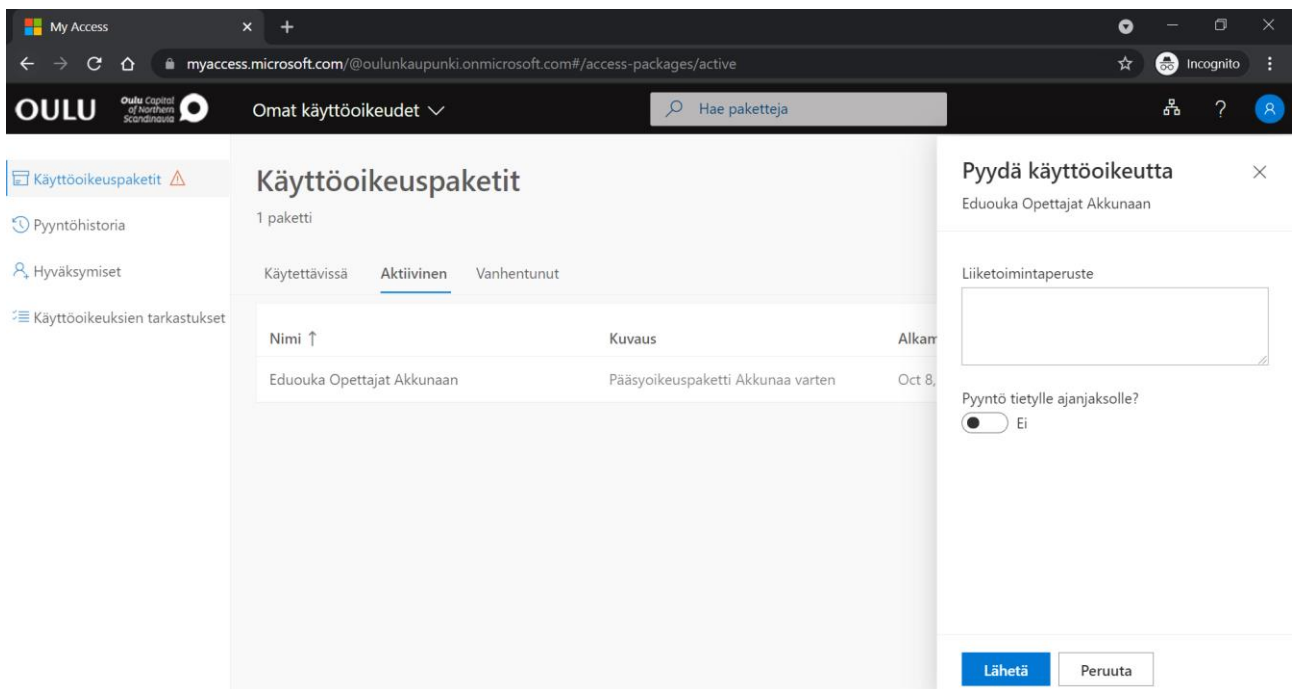 My Access
myaccess.microsoft.com/@oulunkaupunki.onmicrosoft.com#/access-packages/active
Incognito
OULU
Oulu Capital
of Northern
Scandinavia
Omat käyttöoikeudet
Hae paketteja
?
Käyttöoikeuspaketit
Pyyntöhistoria
Hyväksymiset
Käyttöoikeuksien tarkastukset
Käyttöoikeuspaketit
1 paketti
Käytettävissä Aktiivinen Vanhentunut
Nimi ↑ Kuvaus Alkam
Eduouka Opettajat Akkunaan Pääsyoikeuspaketti Akkunaa varten Oct 8,
Pyydä käyttöoikeutta
Eduouka Opettajat Akkunaan
Liiketoimintaperuste
Pyyntö tietylle ajanjaksolle?
Ei
Lähetä Peruuta